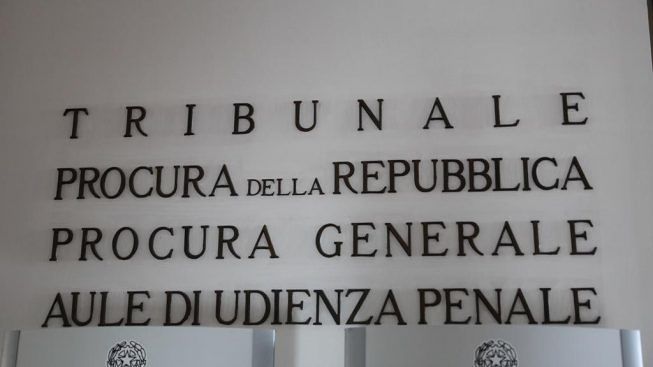 TRIBUNALE
PROCURA DELLA REPUBBLICA
PROCURA GENERALE
AULE DI UDIENZA PENALE